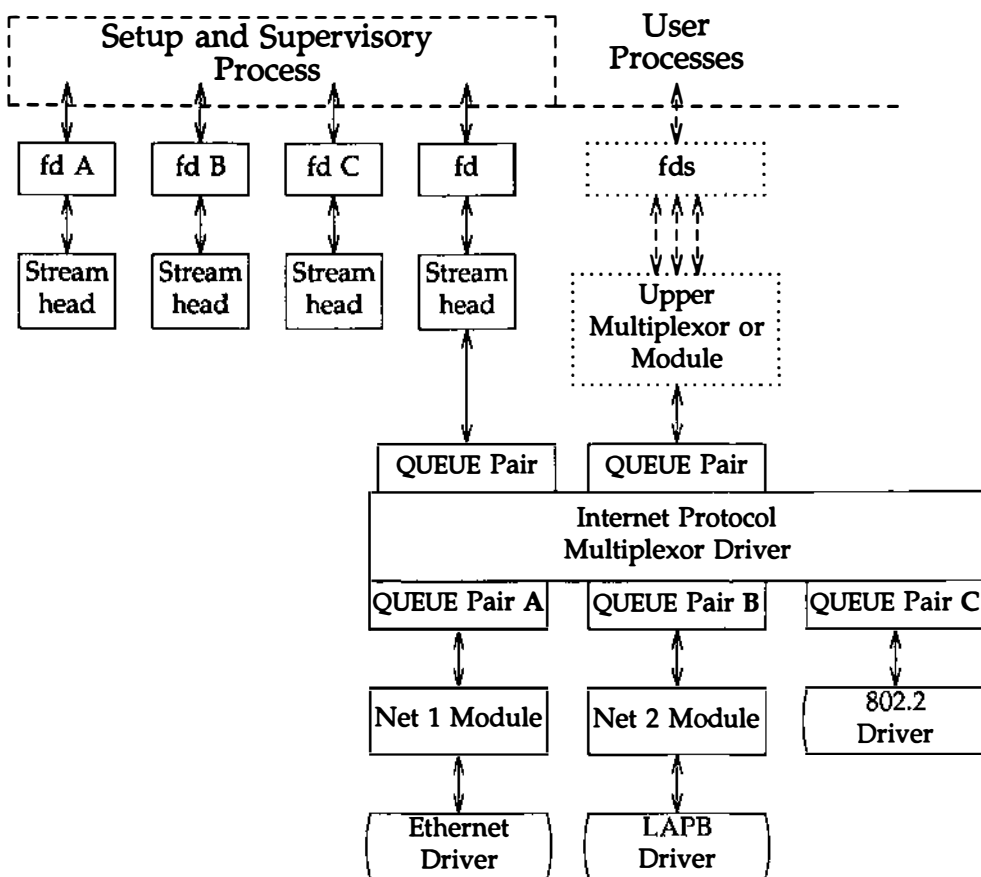 Setup and Supervisory
Process
User
Processes
fd A
fd B
fd C
fd
fds
Stream
head
Stream
head
Stream
head
Stream
head
Upper
Multiplexor or
Module
QUEUE Pair
QUEUE Pair
Internet Protocol
Multiplexor Driver
QUEUE Pair A
QUEUE Pair B
QUEUE Pair C
Net 1 Module
Net 2 Module
802.2
Driver
Ethernet
Driver
LAPB
Driver